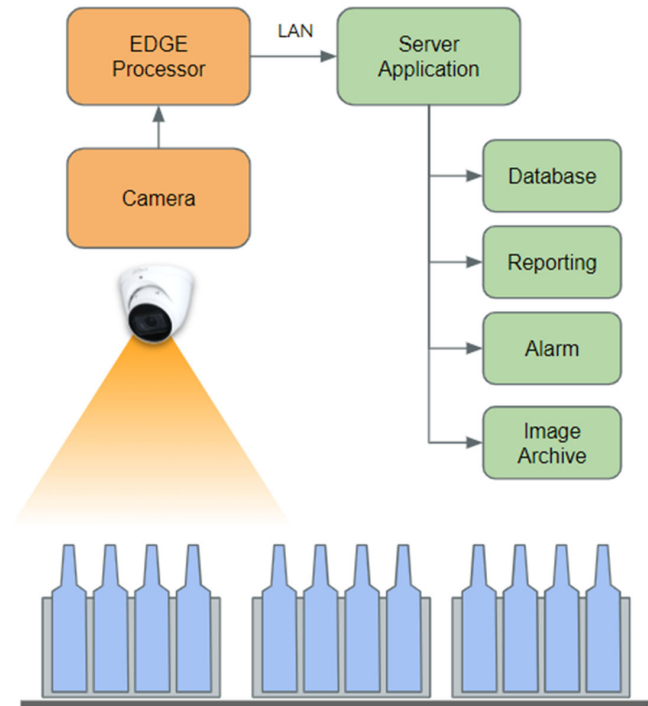 EDGE
Processor
LAN
Server
Application
Camera
Database
Reporting
Alarm
Image
Archive